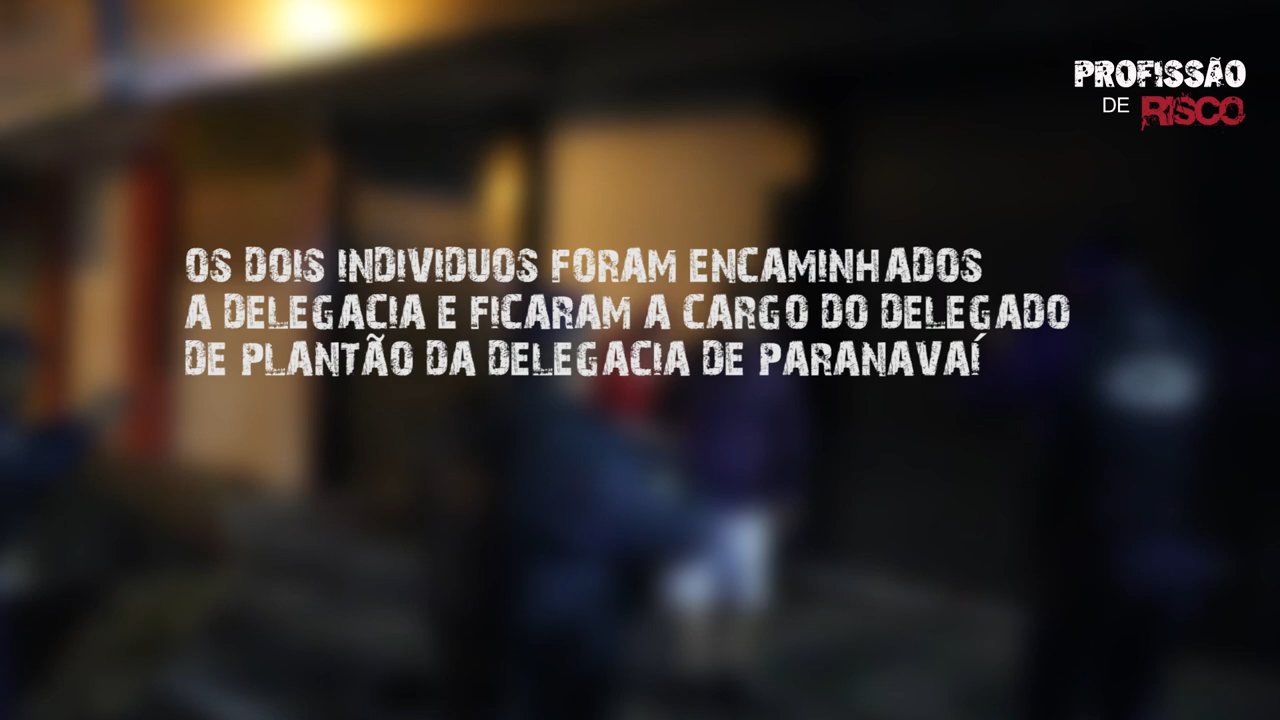 PROFISSÃO
DE RISCO
OS DOIS INDIVIDUOS FORAM ENCAMINHADOS
A DELEGACIA E FICARAM A CARGO DO DELEGADO
DE PLANTÃO DA DELEGACIA DE PARANAVAÍ